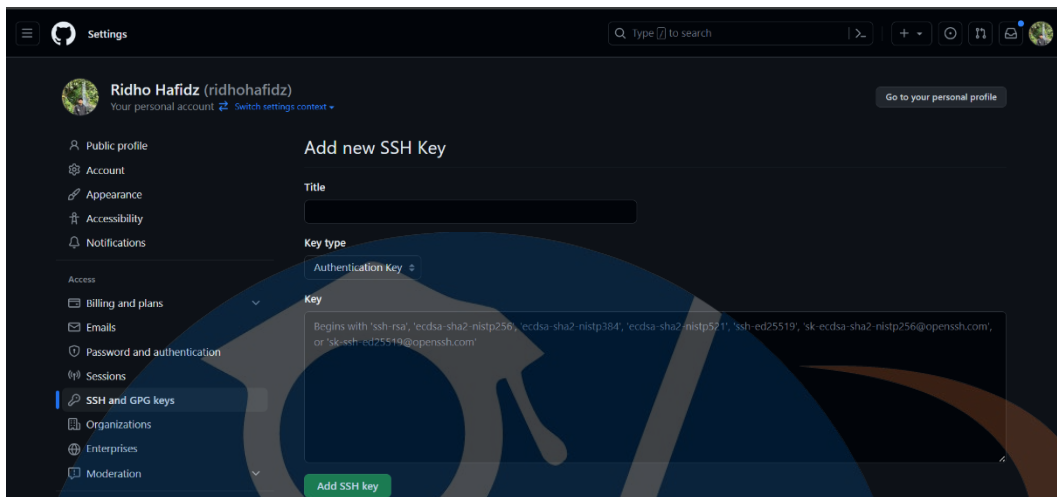 Settings
Type / to search
Ridho Hafidz (ridhohafidz)
Your personal account Switch settings context
Go to your personal profile
Public profile
Account
Appearance
Accessibility
Notifications
Access
Billing and plans
Emails
Password and authentication
Sessions
SSH and GPG keys
Organizations
Enterprises
Moderation
Add new SSH Key
Title
Key type
Authentication Key
Key
Begins with 'ssh-rsa', 'ecdsa-sha2-nistp256', 'ecdsa-sha2-nistp384', 'ecdsa-sha2-nistp521', 'ssh-ed25519', 'sk-ecdsa-sha2-nistp256@openssh.com',
or 'sk-ssh-ed25519@openssh.com'
Add SSH key